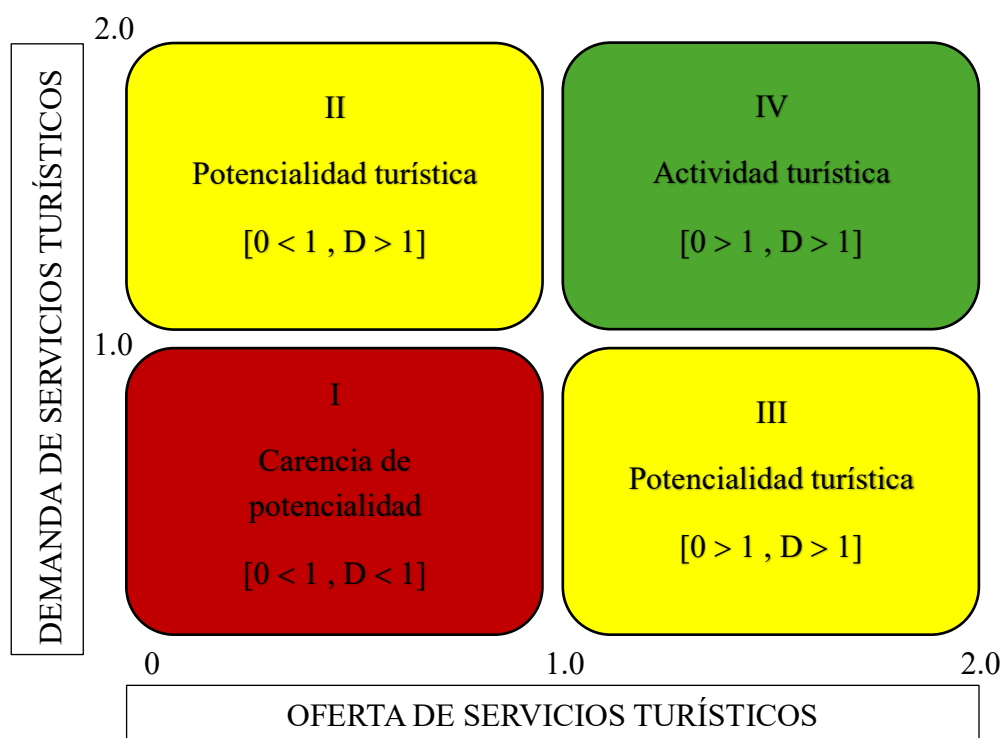 DEMANDA DE SERVICIOS TURÍSTICOS
2.0
II
Potencialidad turística
[0 < 1 , D > 1]
IV
Actividad turística
[0 > 1 , D > 1]
1.0
I
Carencia de
potencialidad
[0 < 1 , D < 1]
III
Potencialidad turística
[0 > 1 , D > 1]
0
1.0
2.0
OFERTA DE SERVICIOS TURÍSTICOS